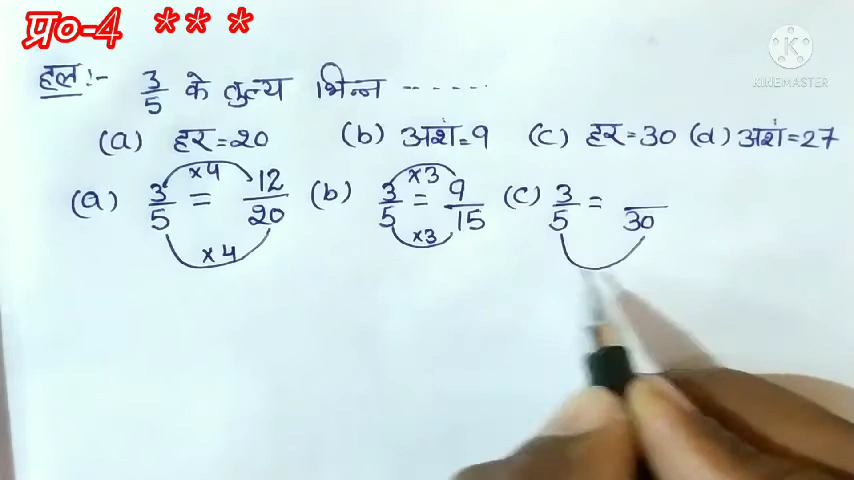 प्र०-4 ***
KINEMASTER
हल:- 3/5 के तुल्य भिन्न ------
(a) हर=20 (b) अंश=9 (c) हर=30 (d) अंश=27
(a) 3/5 = 12/20 ×4 ×4 (b) 3/5 = 9/15 ×3 ×3 (c) 3/5 = /30